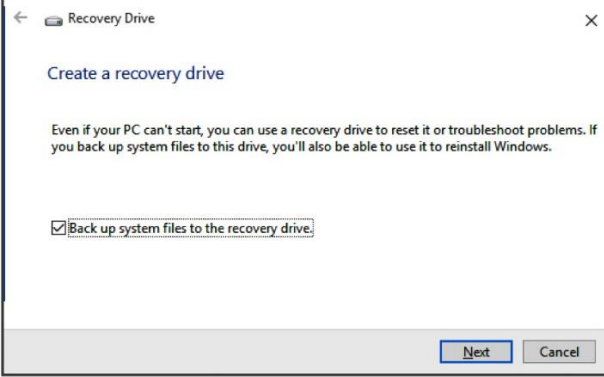 Recovery Drive
Create a recovery drive
Even if your PC can't start, you can use a recovery drive to reset it or troubleshoot problems. If
you back up system files to this drive, you'll also be able to use it to reinstall Windows.
Back up system files to the recovery drive.
Next Cancel